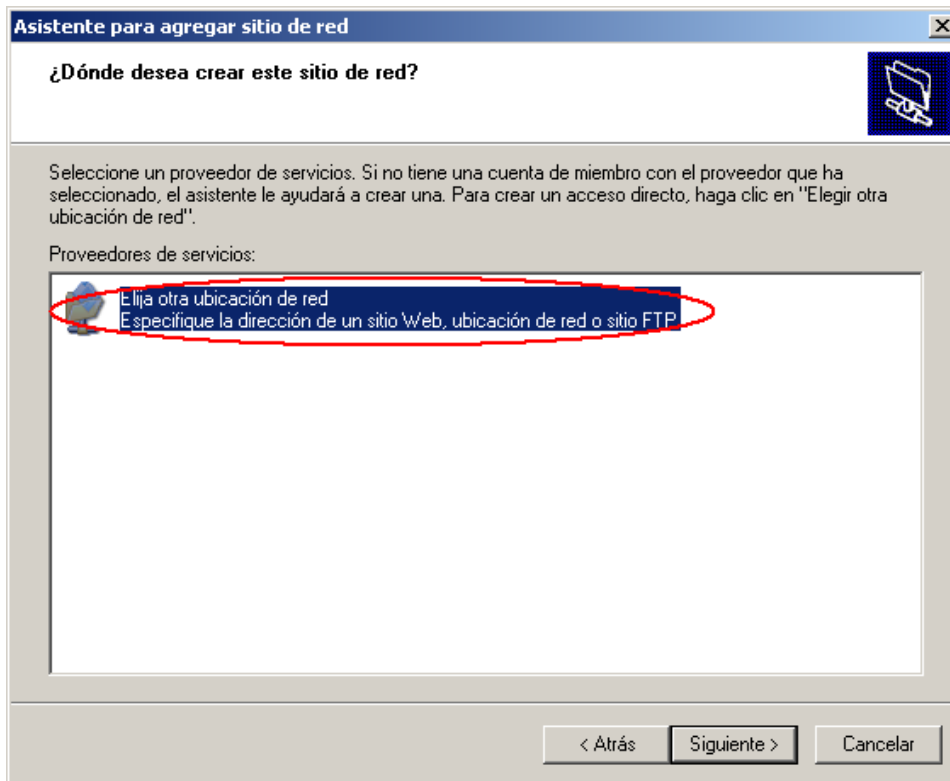 Asistente para agregar sitio de red
¿Dónde desea crear este sitio de red?
Seleccione un proveedor de servicios. Si no tiene una cuenta de miembro con el proveedor que ha
seleccionado, el asistente le ayudará a crear una. Para crear un acceso directo, haga clic en "Elegir otra
ubicación de red".
Proveedores de servicios:
Elija otra ubicación de red
Especifique la dirección de un sitio Web, ubicación de red o sitio FTP.
< Atrás
Siguiente >
Cancelar